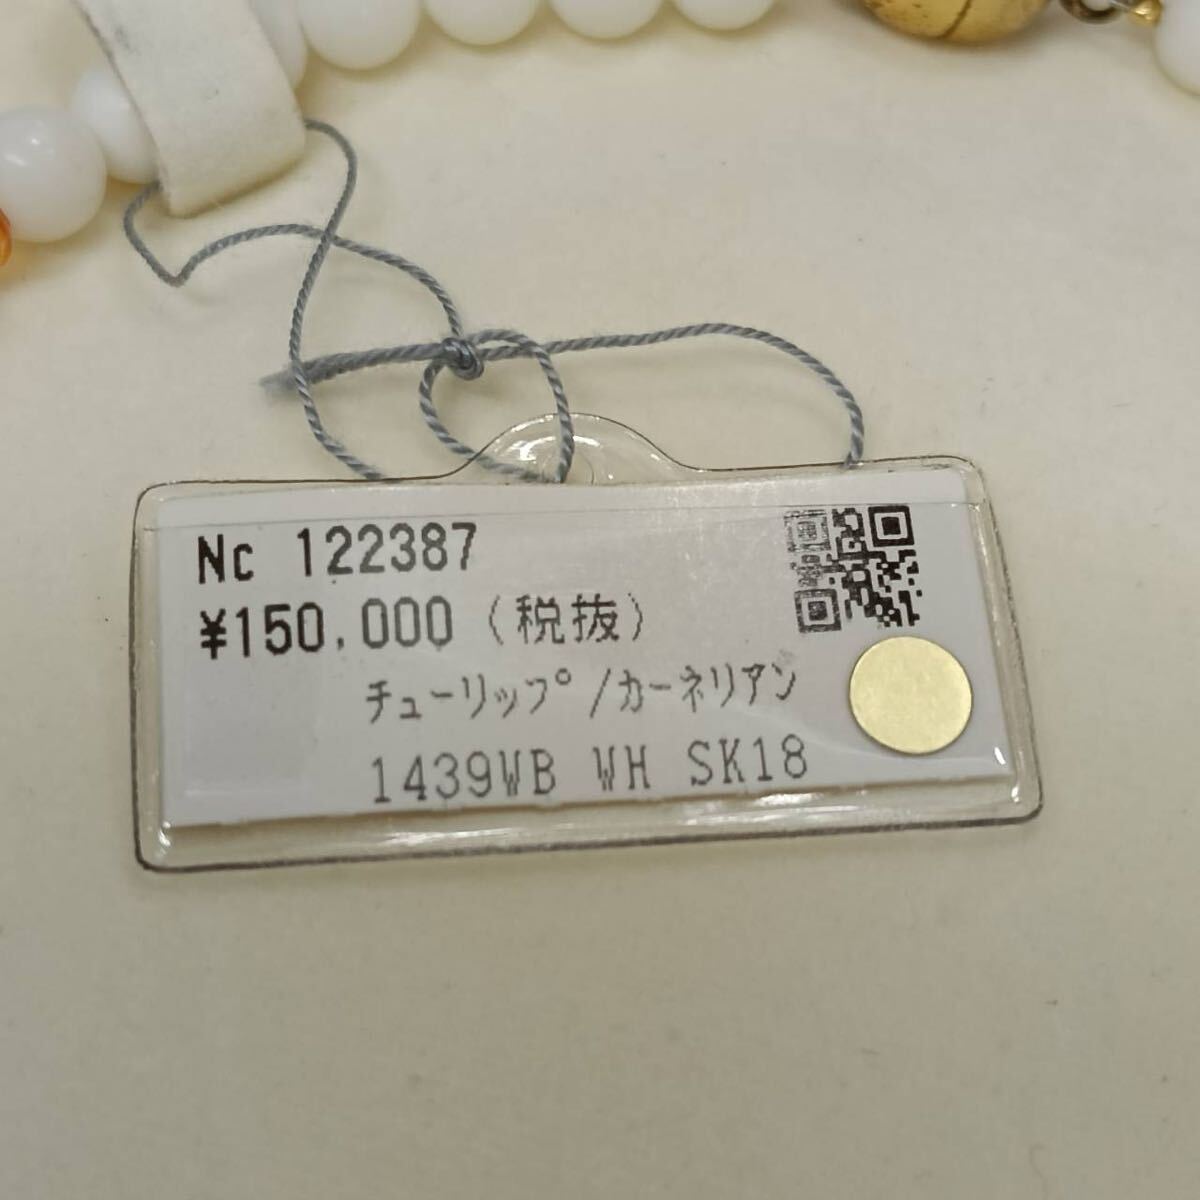 Nc 122387
¥150,000(税抜)
チューリップ/カーネリアン
1439WB WH SK18